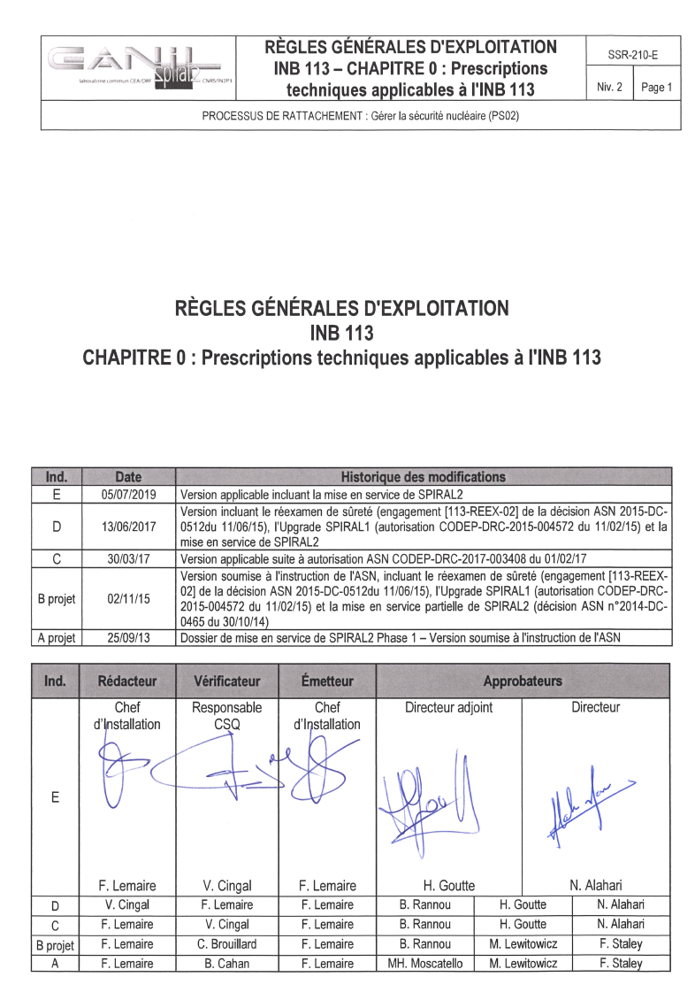 GANIL
spiral2
laboratoire commun CEA/DRF CNRS/IN2P3
RÈGLES GÉNÉRALES D'EXPLOITATION
INB 113 – CHAPITRE 0 : Prescriptions
techniques applicables à l'INB 113
SSR-210-E
Niv. 2 Page 1
PROCESSUS DE RATTACHEMENT : Gérer la sécurité nucléaire (PS02)
RÈGLES GÉNÉRALES D'EXPLOITATION
INB 113
CHAPITRE 0 : Prescriptions techniques applicables à l'INB 113
Ind. Date Historique des modifications
E 05/07/2019 Version applicable incluant la mise en service de SPIRAL2
D 13/06/2017 Version incluant le réexamen de sûreté (engagement [113-REEX-02] de la décision ASN 2015-DC-
0512du 11/06/15), l'Upgrade SPIRAL1 (autorisation CODEP-DRC-2015-004572 du 11/02/15) et la
mise en service de SPIRAL2
C 30/03/17 Version applicable suite à autorisation ASN CODEP-DRC-2017-003408 du 01/02/17
B projet 02/11/15 Version soumise à l'instruction de l'ASN, incluant le réexamen de sûreté (engagement [113-REEX-
02] de la décision ASN 2015-DC-0512du 11/06/15), l'Upgrade SPIRAL1 (autorisation CODEP-DRC-
2015-004572 du 11/02/15) et la mise en service partielle de SPIRAL2 (décision ASN n°2014-DC-
0465 du 30/10/14)
A projet 25/09/13 Dossier de mise en service de SPIRAL2 Phase 1 – Version soumise à l'instruction de l'ASN
Ind. Rédacteur Vérificateur Émetteur Approbateurs
E
Chef
d'Installation
Responsable
CSQ
Chef
d'Installation
Directeur adjoint
Directeur
F. Lemaire V. Cingal F. Lemaire H. Goutte N. Alahari
D V. Cingal F. Lemaire F. Lemaire B. Rannou H. Goutte N. Alahari
C F. Lemaire V. Cingal F. Lemaire B. Rannou H. Goutte N. Alahari
B projet F. Lemaire C. Brouillard F. Lemaire B. Rannou M. Lewitowicz F. Staley
A F. Lemaire B. Cahan F. Lemaire MH. Moscatello M. Lewitowicz F. Staley